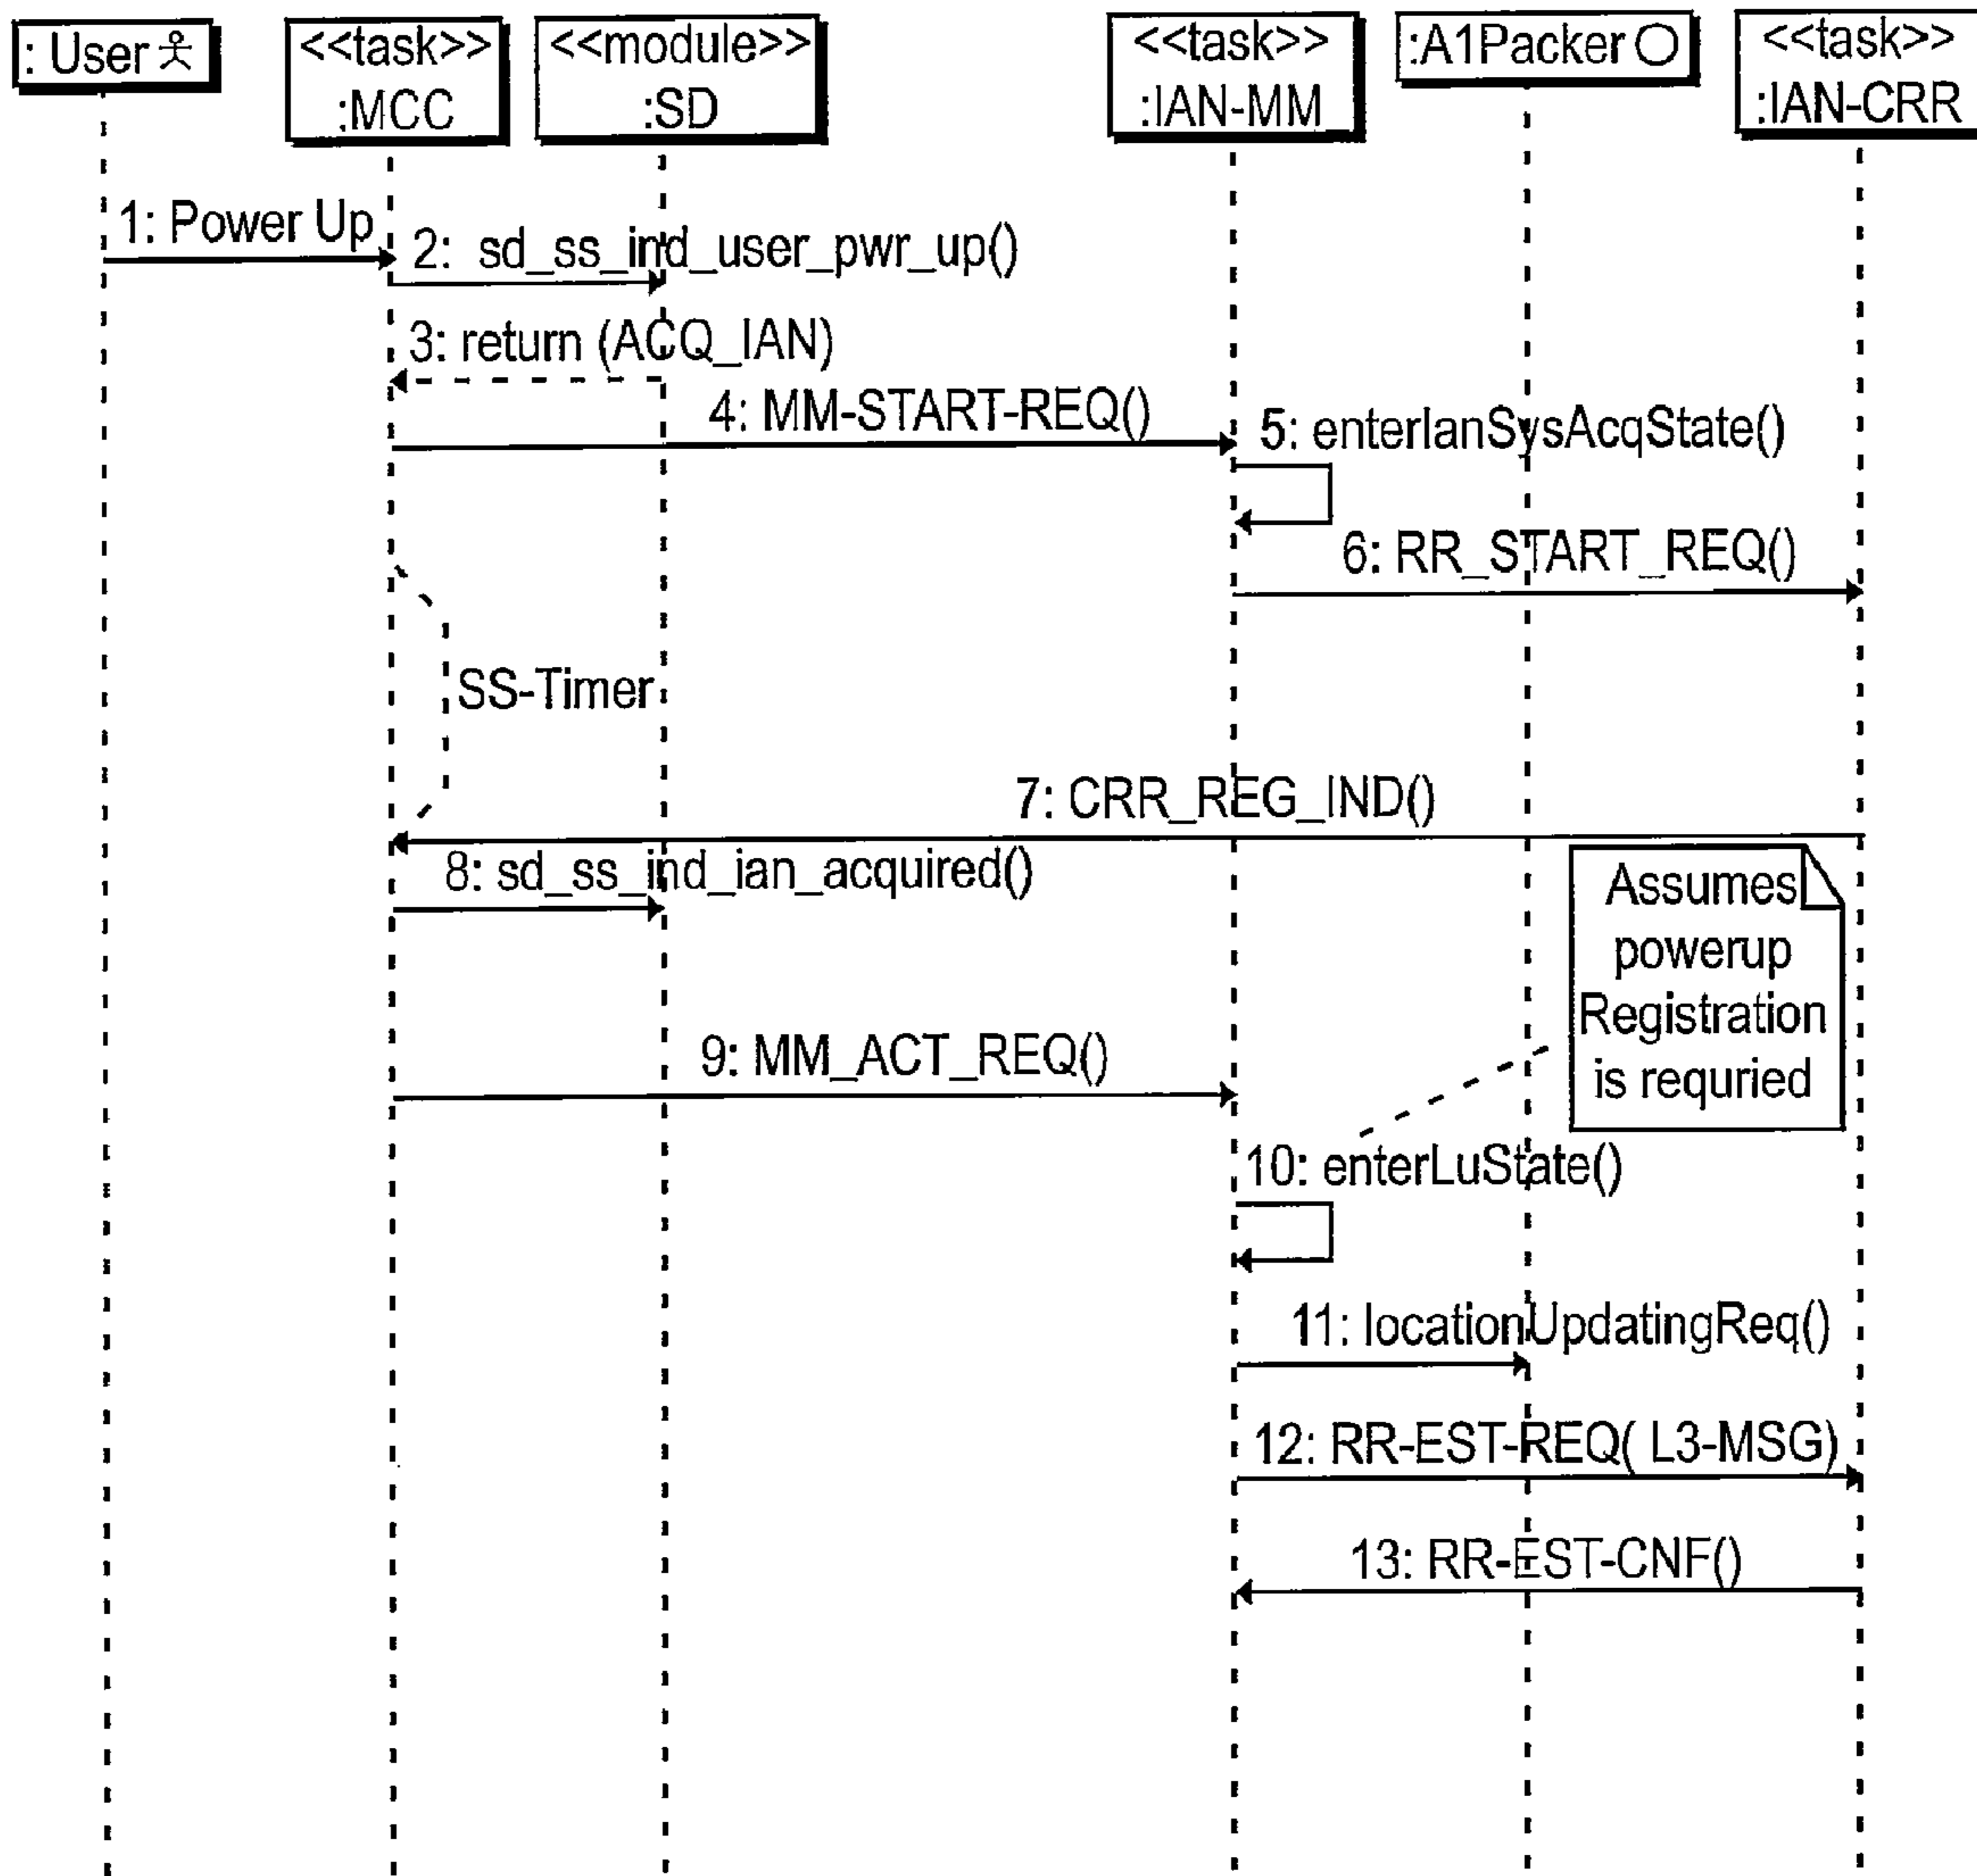 : User
<<task>>
:MCC
<<module>>
:SD
<<task>>
:IAN-MM
:A1Packer
<<task>>
:IAN-CRR
1: Power Up
2: sd_ss_ind_user_pwr_up()
3: return (ACQ_IAN)
4: MM-START-REQ()
5: enterIanSysAcqState()
6: RR_START_REQ()
SS-Timer
7: CRR_REG_IND()
8: sd_ss_ind_ian_acquired()
Assumes
powerup
Registration
is requried
9: MM_ACT_REQ()
10: enterLuState()
11: locationUpdatingReq()
12: RR-EST-REQ( L3-MSG)
13: RR-EST-CNF()